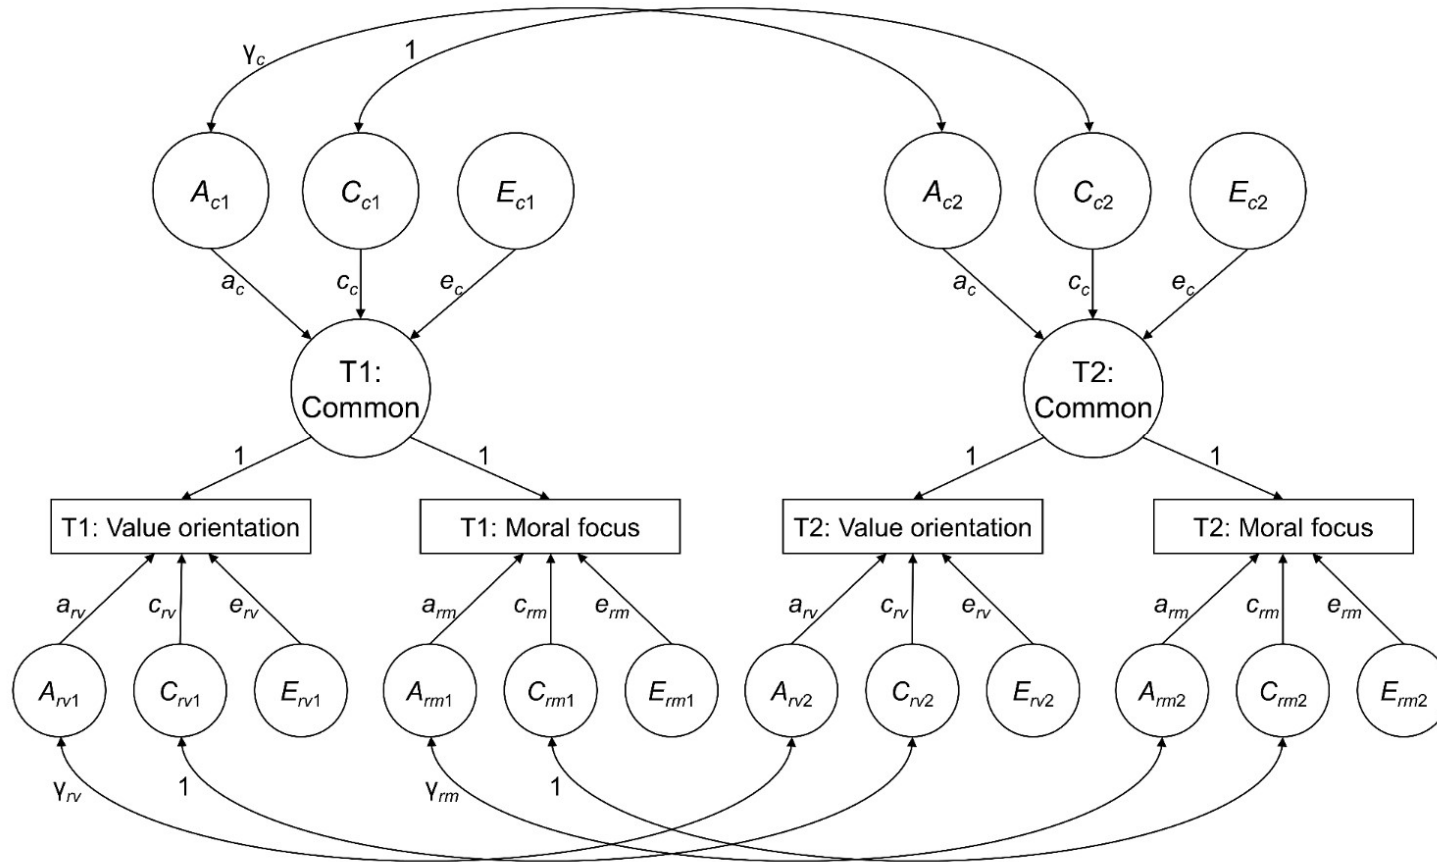 γc 1
Ac1 Cc1 Ec1 Ac2 Cc2 Ec2
ac cc ec ac cc ec
T1:
Common
T2:
Common
1 1 1 1
T1: Value orientation T1: Moral focus T2: Value orientation T2: Moral focus
arv crv erv arm crm erm arv crv erv arm crm erm
Arv1 Crv1 Erv1 Arm1 Crm1 Erm1 Arv2 Crv2 Erv2 Arm2 Crm2 Erm2
γrv 1 γrm 1